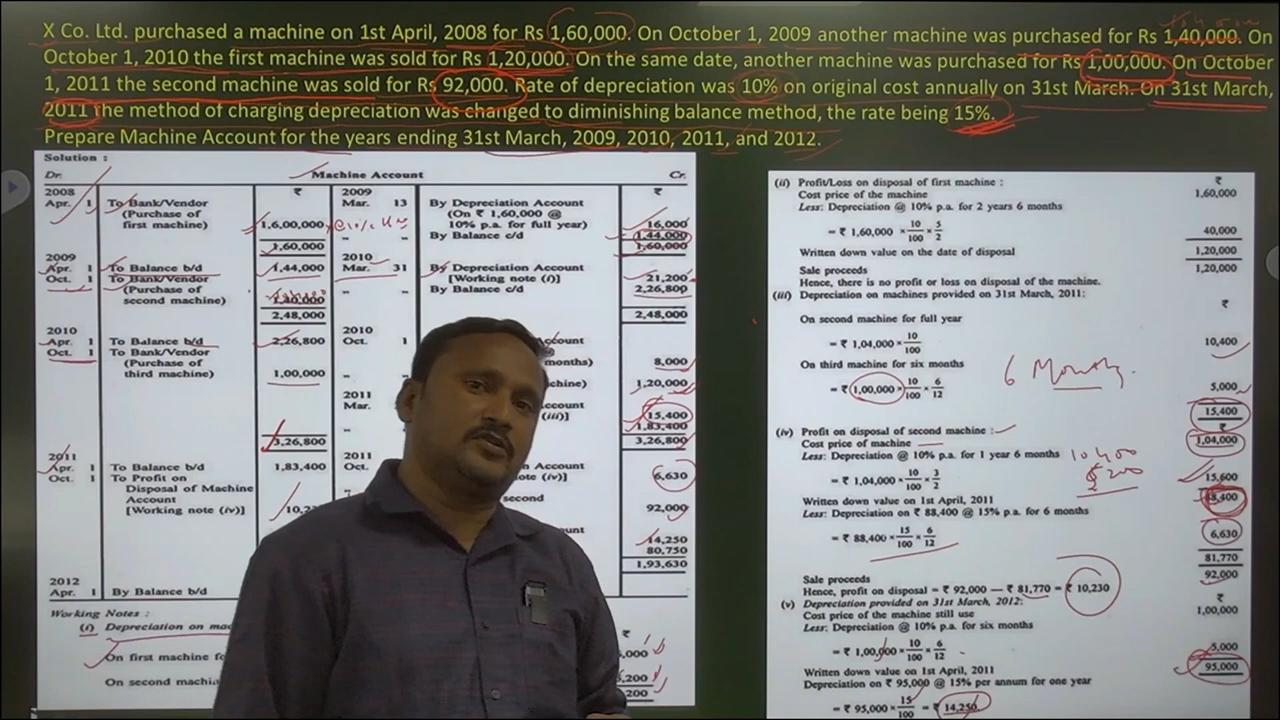 X Co. Ltd. purchased a machine on 1st April, 2008 for Rs 1,60,000. On October 1, 2009 another machine was purchased for Rs 1,40,000. On
October 1, 2010 the first machine was sold for Rs 1,20,000. On the same date, another machine was purchased for Rs 1,00,000. On October
1, 2011 the second machine was sold for Rs 92,000. Rate of depreciation was 10% on original cost annually on 31st March. On 31st March,
2011 the method of charging depreciation was changed to diminishing balance method, the rate being 15%.
Prepare Machine Account for the years ending 31st March, 2009, 2010, 2011, and 2012.
Solution :
Dr. Machine Account Cr.
2008 ₹ 2009 ₹
Apr. 1 To Bank/Vendor Mar. 13 By Depreciation Account
(Purchase of (On ₹ 1,60,000 @
first machine) 1,6,00,000 10% p.a. for full year) 16,000
" " By Balance c/d 1,44,000
1,60,000 1,60,000
2009 2010
Apr. 1 To Balance b/d 1,44,000 Mar. 31 By Depreciation Account
Oct. 1 To Bank/Vendor [Working note (i)] 21,200
(Purchase of " " By Balance c/d 2,26,800
second machine)
2,48,000 2,48,000
2010 2010
Apr. 1 To Balance b/d 2,26,800 Oct. 1
Oct. 1 To Bank/Vendor months) 8,000
(Purchase of
third machine) 1,00,000 1,20,000
2011
Mar. 15,400
(iii)] 1,83,400
3,26,800 3,26,800
2011 2011
Apr. 1 To Balance b/d 1,83,400 Oct. Account
Oct. 1 To Profit on (iv)] 6,630
Disposal of Machine second
Account 92,000
[Working note (iv)]
14,250
80,750
1,93,630
2012
Apr. 1 By Balance b/d
Working Notes :
(i) Depreciation on ₹
On first machine
On second
(ii) Profit/Loss on disposal of first machine : ₹
Cost price of the machine 1,60,000
Less: Depreciation @ 10% p.a. for 2 years 6 months
= ₹ 1,60,000 × 10/100 × 5/2 40,000
Written down value on the date of disposal 1,20,000
Sale proceeds 1,20,000
Hence, there is no profit or loss on disposal of the machine.
(iii) Depreciation on machines provided on 31st March, 2011: ₹
On second machine for full year
= ₹ 1,04,000 × 10/100 10,400
On third machine for six months 6 Months.
= ₹ 1,00,000 × 10/100 × 6/12 5,000
15,400
(iv) Profit on disposal of second machine : ₹
Cost price of machine 1,04,000
Less: Depreciation @ 10% p.a. for 1 year 6 months 10400
5200
= ₹ 1,04,000 × 10/100 × 3/2 15,600
Written down value on 1st April, 2011 88,400
Less: Depreciation on ₹ 88,400 @ 15% p.a. for 6 months
= ₹ 88,400 × 15/100 × 6/12 6,630
81,770
Sale proceeds 92,000
Hence, profit on disposal = ₹ 92,000 — ₹ 81,770 = ₹ 10,230
(v) Depreciation provided on 31st March, 2012: ₹
Cost price of the machine still use 1,00,000
Less: Depreciation @ 10% p.a. for six months
= ₹ 1,00,000 × 10/100 × 6/12 5,000
Written down value on 1st April, 2011 95,000
Depreciation on ₹ 95,000 @ 15% per annum for one year
= ₹ 95,000 × 15/100 = ₹ 14,250